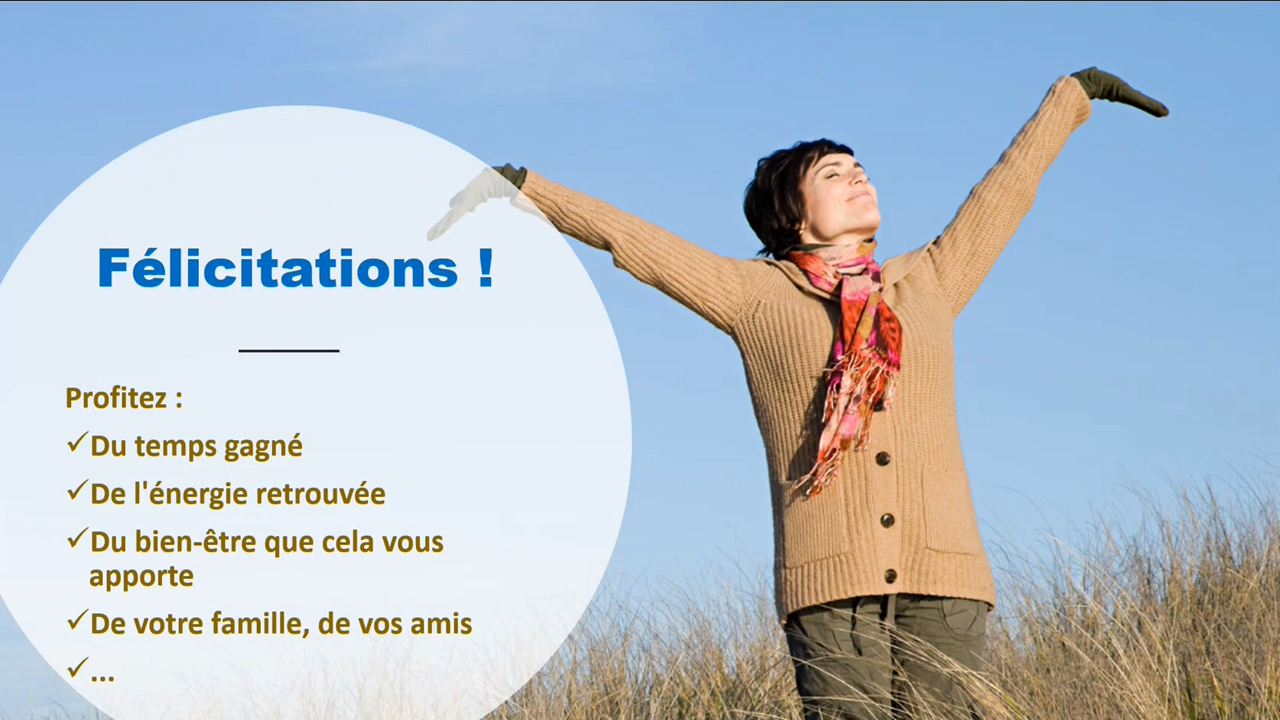 Félicitations !
Profitez :
✓Du temps gagné
✓De l'énergie retrouvée
✓Du bien-être que cela vous
apporte
✓De votre famille, de vos amis
✓...